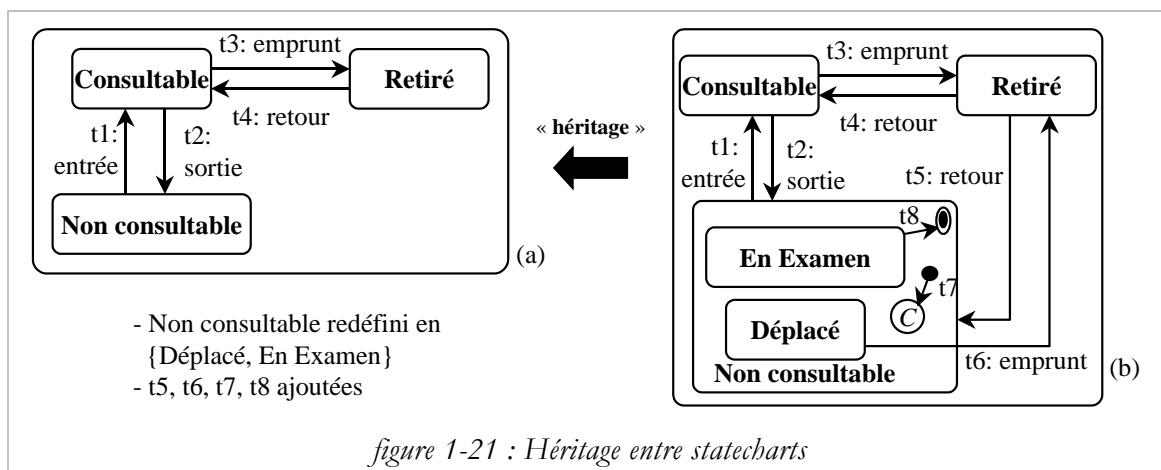 t3: emprunt
Consultable
Retiré
t4: retour
t1:
entrée
t2:
sortie
Non consultable
(a)
- Non consultable redéfini en
{Déplacé, En Examen}
- t5, t6, t7, t8 ajoutées
« héritage »
t3: emprunt
Consultable
Retiré
t4: retour
t1:
entrée
t2:
sortie
t5: retour
t8
En Examen
t7
C
Déplacé
t6: emprunt
Non consultable
(b)
figure 1-21 : Héritage entre statecharts